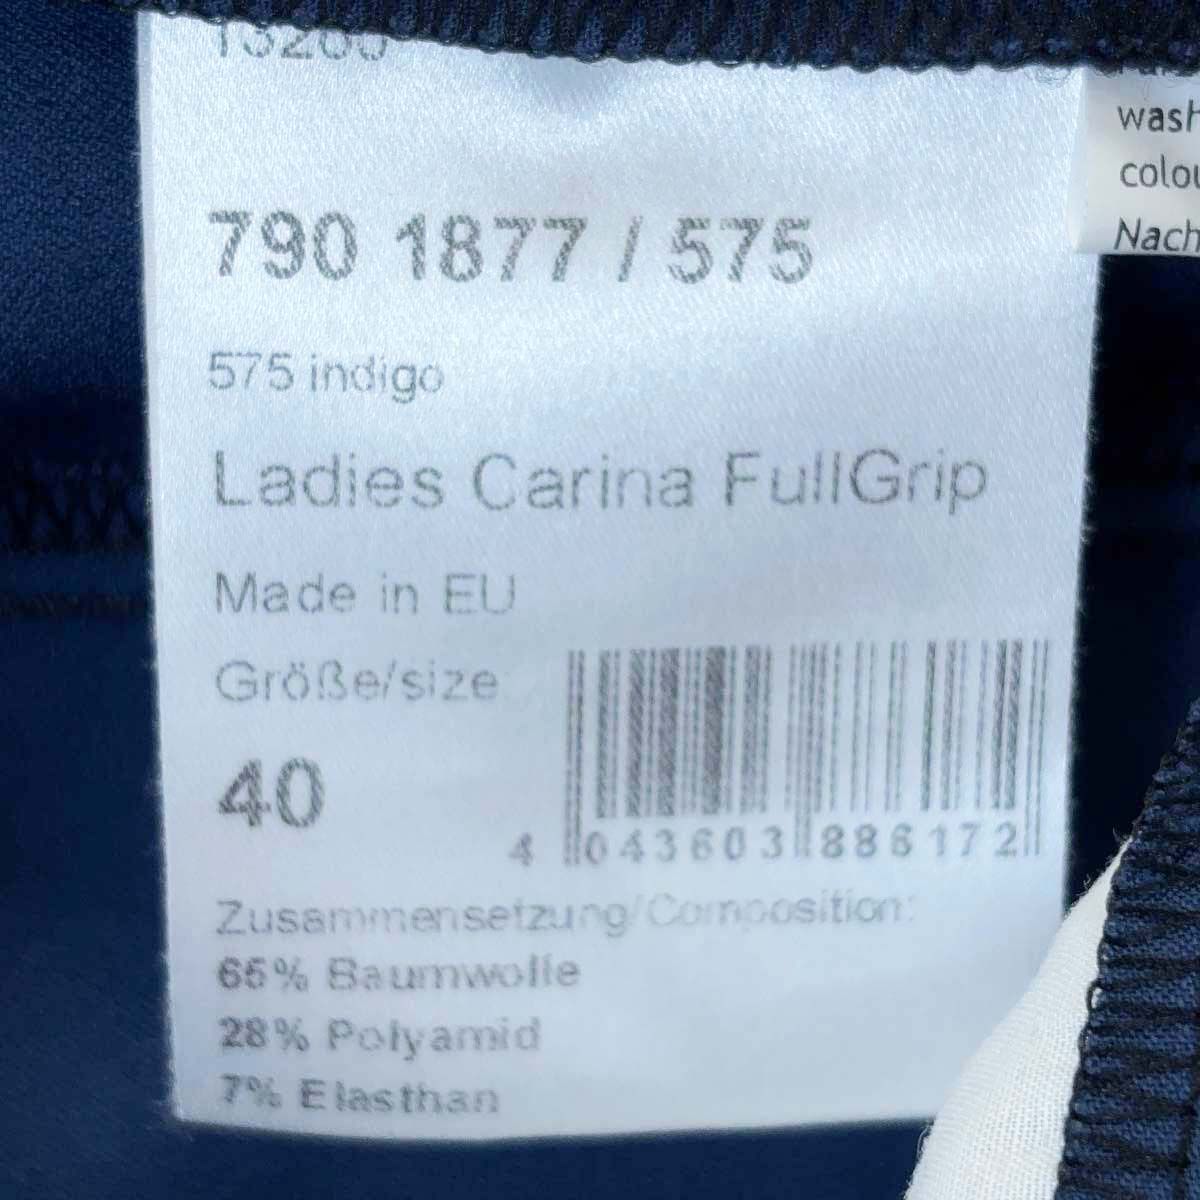 790 1877 / 575
575 indigo
Ladies Carina FullGrip
Made in EU
Größe/size
40
4 043603 886172
Zusammensetzung/Composition:
65% Baumwolle
28% Polyamid
7% Elasthan
wash
colou
Nach